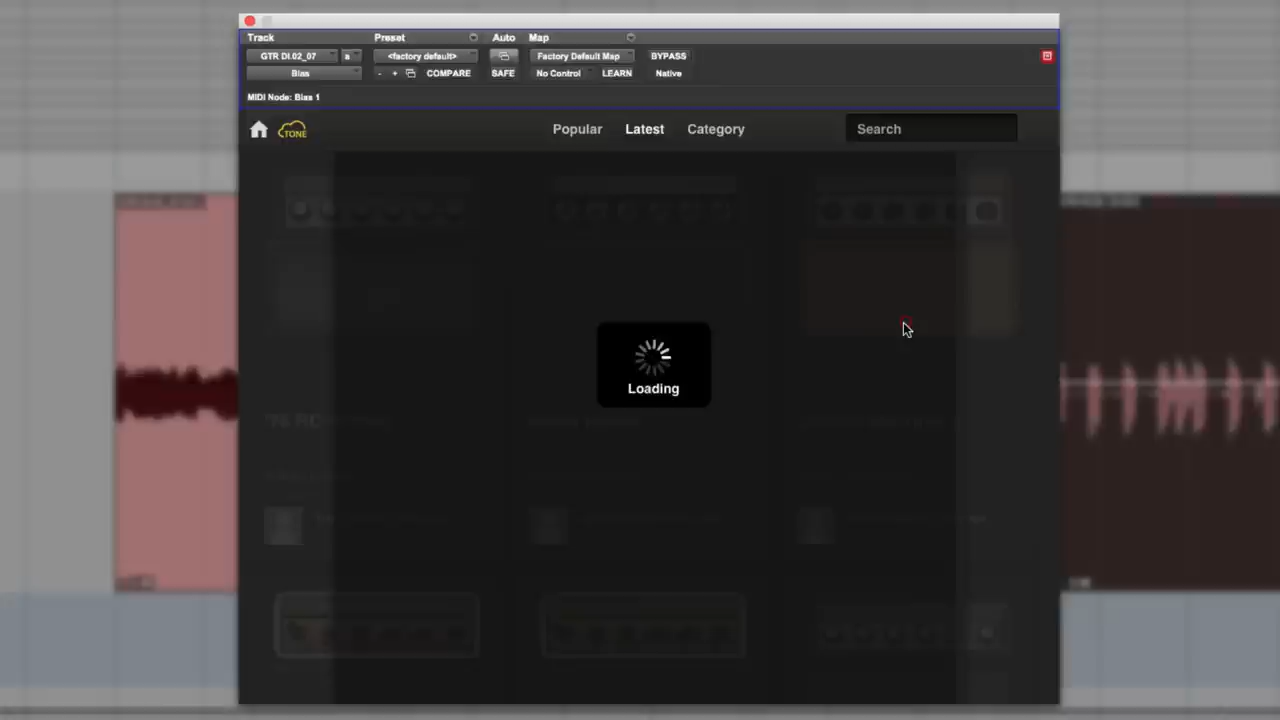 Track Preset Auto Map
GTR DI.02_07 a <factory default> Factory Default Map BYPASS
Bias - + COMPARE SAFE No Control LEARN Native
MIDI Node: Bias 1
TONE Popular Latest Category Search
Loading